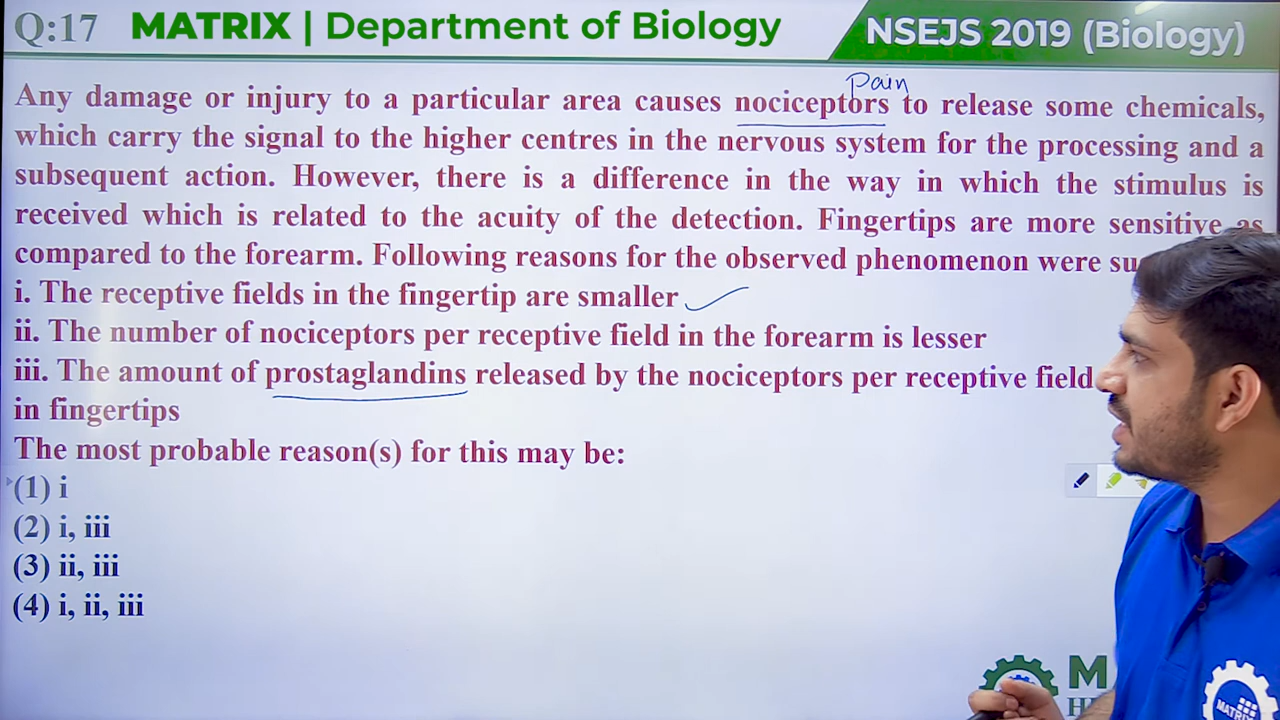 Q:17 MATRIX | Department of Biology NSEJS 2019 (Biology)
Pain
Any damage or injury to a particular area causes nociceptors to release some chemicals,
which carry the signal to the higher centres in the nervous system for the processing and a
subsequent action. However, there is a difference in the way in which the stimulus is
received which is related to the acuity of the detection. Fingertips are more sensitive as
compared to the forearm. Following reasons for the observed phenomenon were
i. The receptive fields in the fingertip are smaller
ii. The number of nociceptors per receptive field in the forearm is lesser
iii. The amount of prostaglandins released by the nociceptors per receptive field
in fingertips
The most probable reason(s) for this may be:
(1) i
(2) i, iii
(3) ii, iii
(4) i, ii, iii
MATRIX